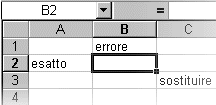 B2 =
A B C
1 errore
2 esatto
3 sostituire